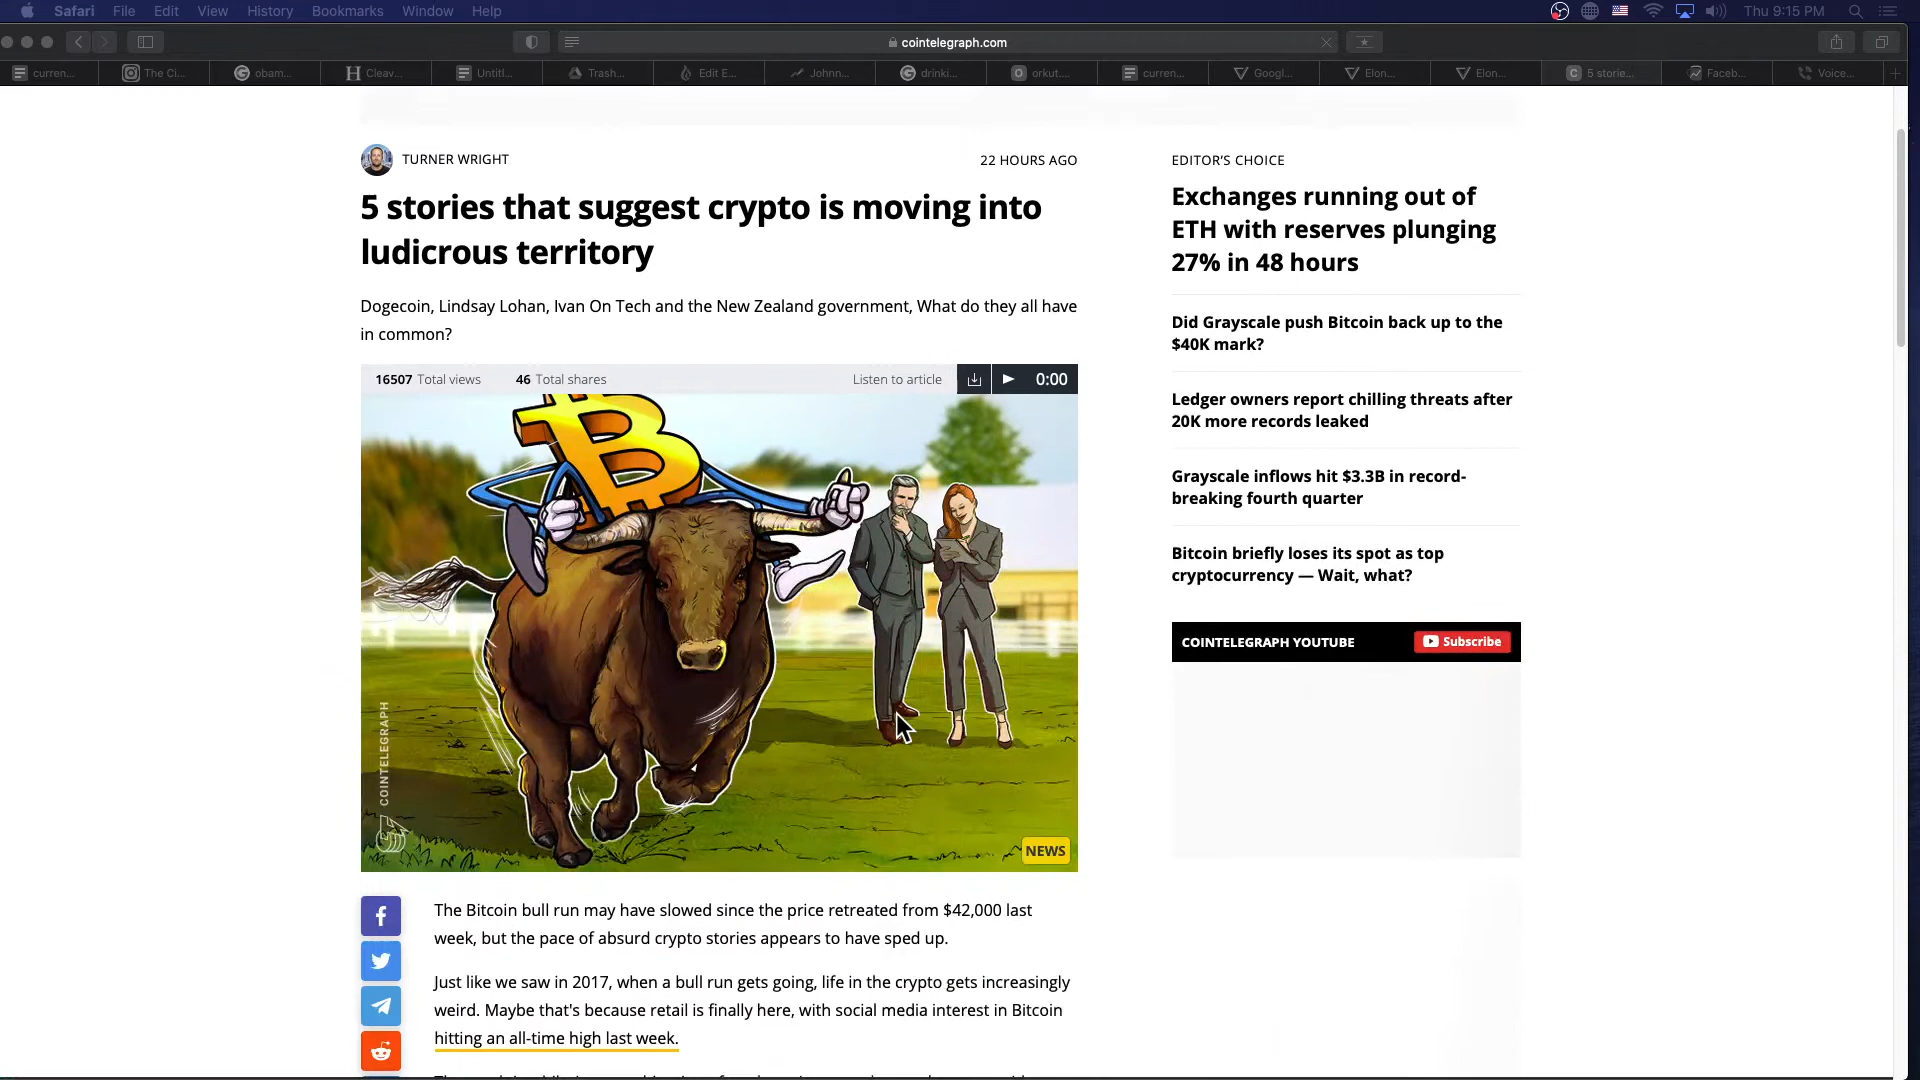 Safari File Edit View History Bookmarks Window Help Thu 9:15 PM
cointelegraph.com
curren... The Ci... obam... Cleav... Untitl... Trash... Edit E... Johnn... drinki... orkut.... curren... Googl... Elon... Elon... 5 storie... Faceb... Voice...
TURNER WRIGHT 22 HOURS AGO
5 stories that suggest crypto is moving into
ludicrous territory
Dogecoin, Lindsay Lohan, Ivan On Tech and the New Zealand government, What do they all have
in common?
16507 Total views 46 Total shares Listen to article 0:00
COINTELEGRAPH
NEWS
The Bitcoin bull run may have slowed since the price retreated from $42,000 last
week, but the pace of absurd crypto stories appears to have sped up.
Just like we saw in 2017, when a bull run gets going, life in the crypto gets increasingly
weird. Maybe that's because retail is finally here, with social media interest in Bitcoin
hitting an all-time high last week.
EDITOR'S CHOICE
Exchanges running out of
ETH with reserves plunging
27% in 48 hours
Did Grayscale push Bitcoin back up to the
$40K mark?
Ledger owners report chilling threats after
20K more records leaked
Grayscale inflows hit $3.3B in record-
breaking fourth quarter
Bitcoin briefly loses its spot as top
cryptocurrency — Wait, what?
COINTELEGRAPH YOUTUBE Subscribe